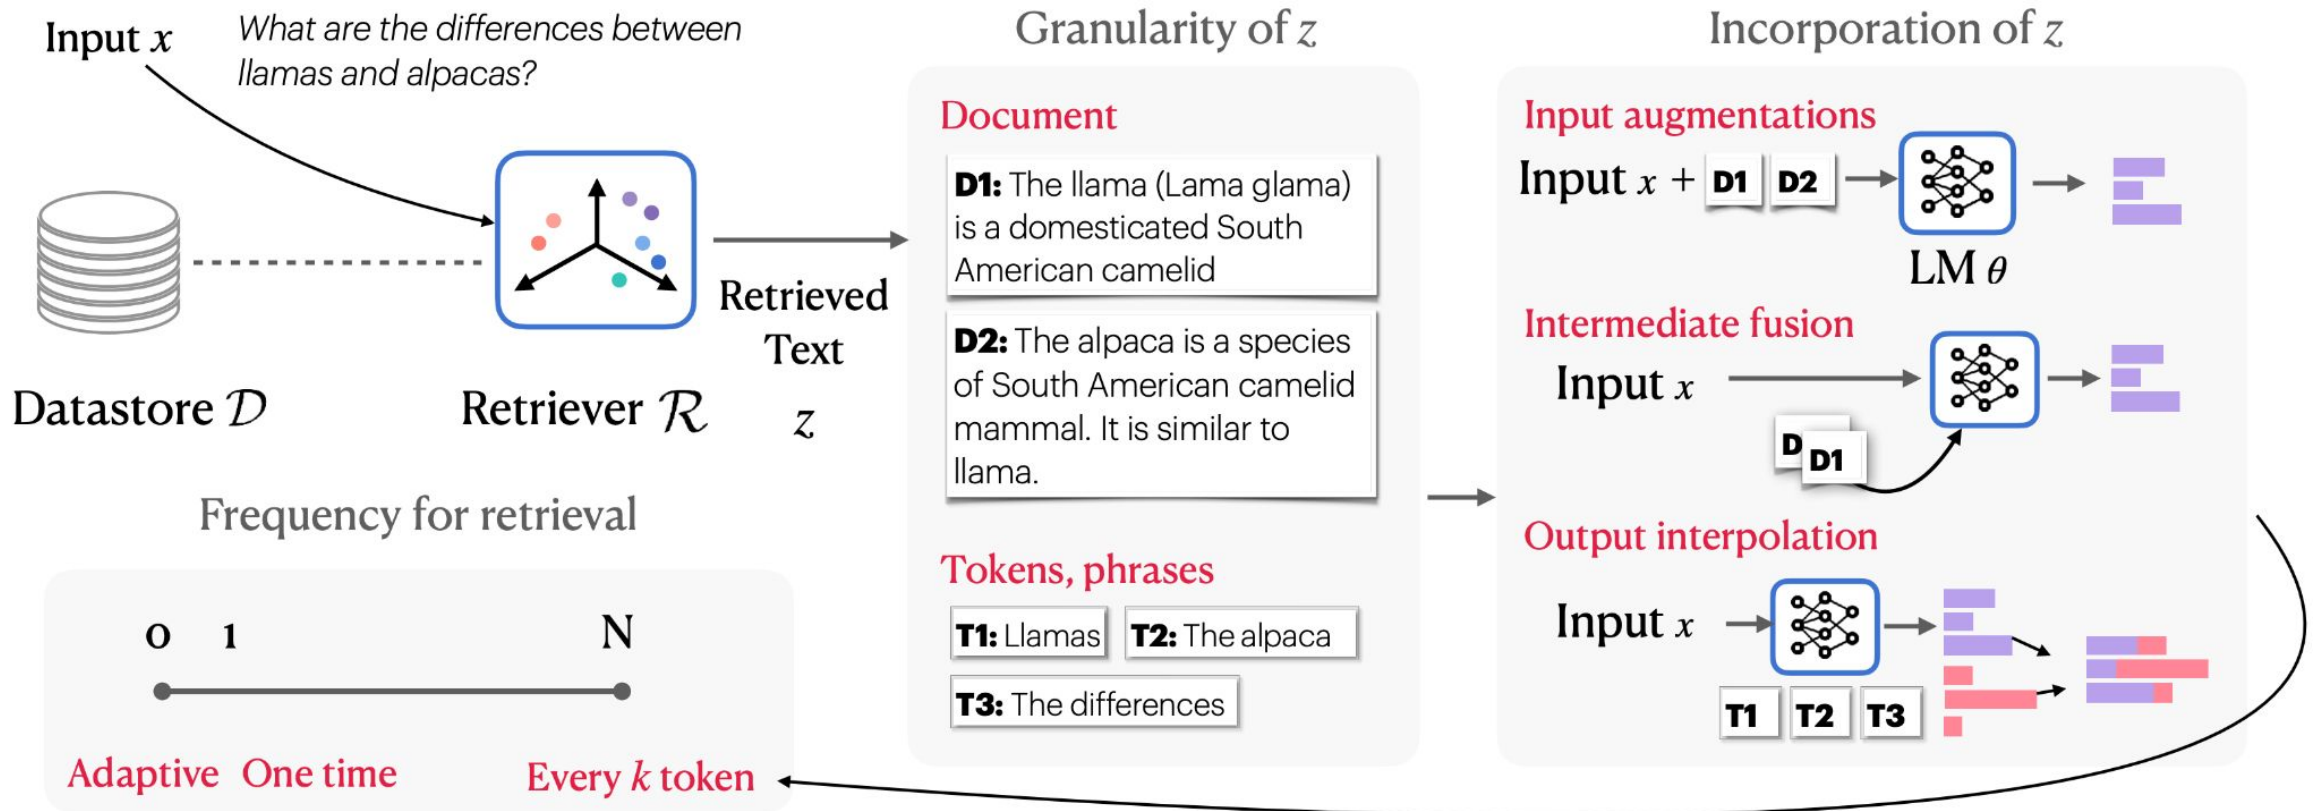 Input x
What are the differences between
llamas and alpacas?
Datastore 𝒟
Retriever ℛ
Retrieved
Text
z
Frequency for retrieval
0 1 N
Adaptive One time Every k token
Granularity of z
Document
D1: The llama (Lama glama)
is a domesticated South
American camelid
D2: The alpaca is a species
of South American camelid
mammal. It is similar to
llama.
Tokens, phrases
T1: Llamas T2: The alpaca
T3: The differences
Incorporation of z
Input augmentations
Input x + D1 D2
LM θ
Intermediate fusion
Input x
D D1
Output interpolation
Input x
T1 T2 T3